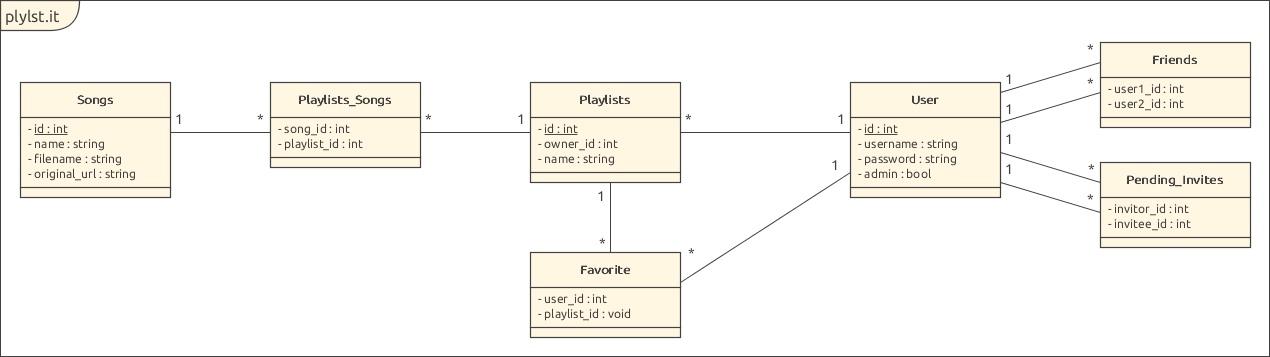 plylst.it
Songs
- id : int
- name : string
- filename : string
- original_url : string
1
*
Playlists_Songs
- song_id : int
- playlist_id : int
*
1
Playlists
- id : int
- owner_id : int
- name : string
*
1
1
*
Favorite
- user_id : int
- playlist_id : void
*
1
User
- id : int
- username : string
- password : string
- admin : bool
1
*
1
*
1
*
1
*
Friends
- user1_id : int
- user2_id : int
Pending_Invites
- invitor_id : int
- invitee_id : int